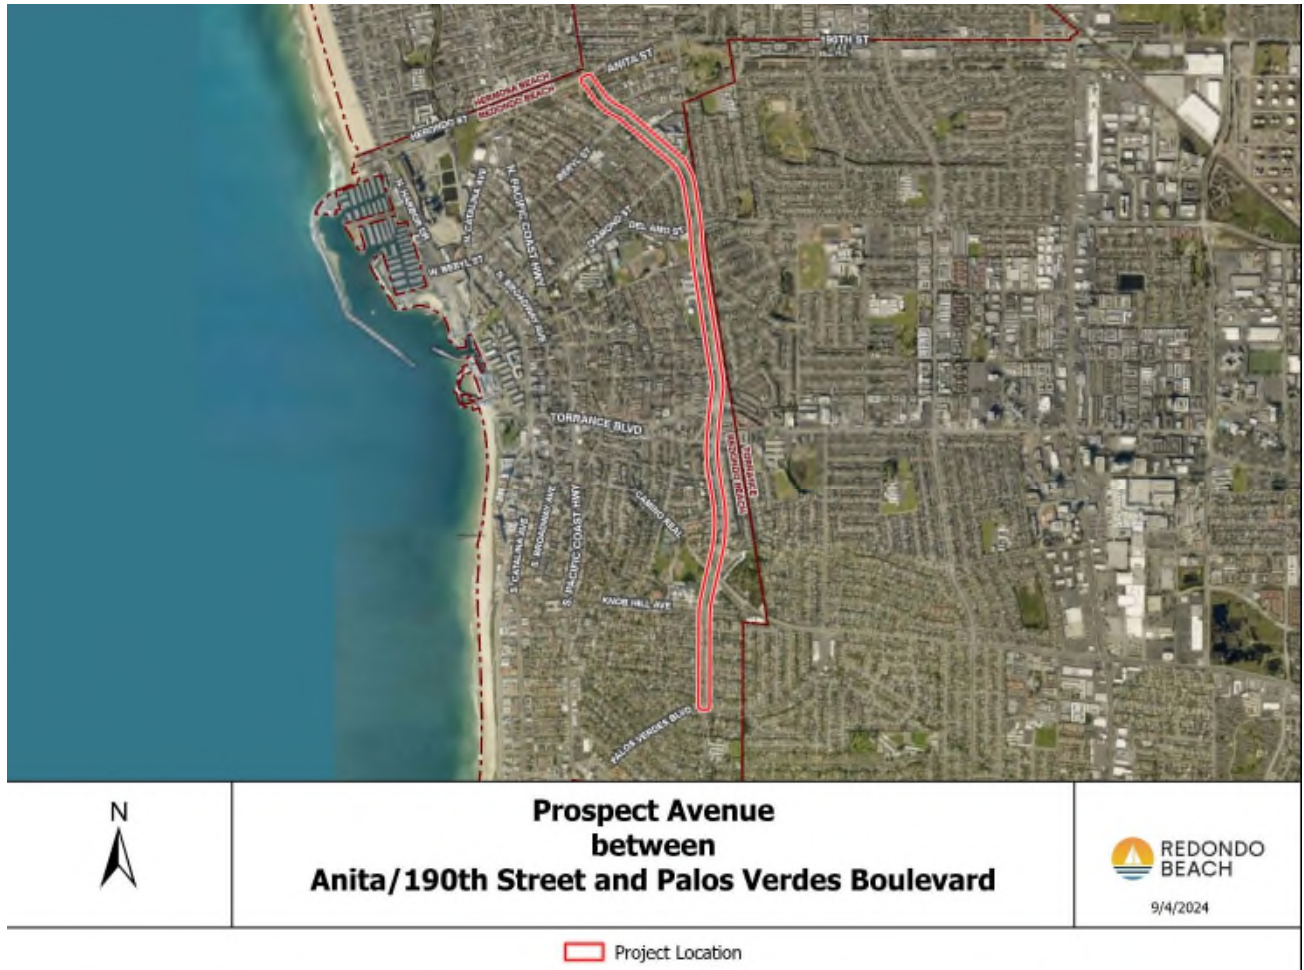 190TH ST
ANITA ST
HERMOSA BEACH
REDONDO BEACH
HERONDO ST
BERYL ST
N. HARBOR DR
N. CATALINA AVE
N. PACIFIC COAST HWY
DIAMOND ST
DEL AMO ST
W. BERYL ST
N. BROADWAY AVE
TORRANCE BLVD
TORRANCE
REDONDO BEACH
CAMINO REAL
S. CATALINA AVE
S. BROADWAY AVE
S. PACIFIC COAST HWY
KNOB HILL AVE
PALOS VERDES BLVD
N
Prospect Avenue
between
Anita/190th Street and Palos Verdes Boulevard
REDONDO
BEACH
9/4/2024
Project Location